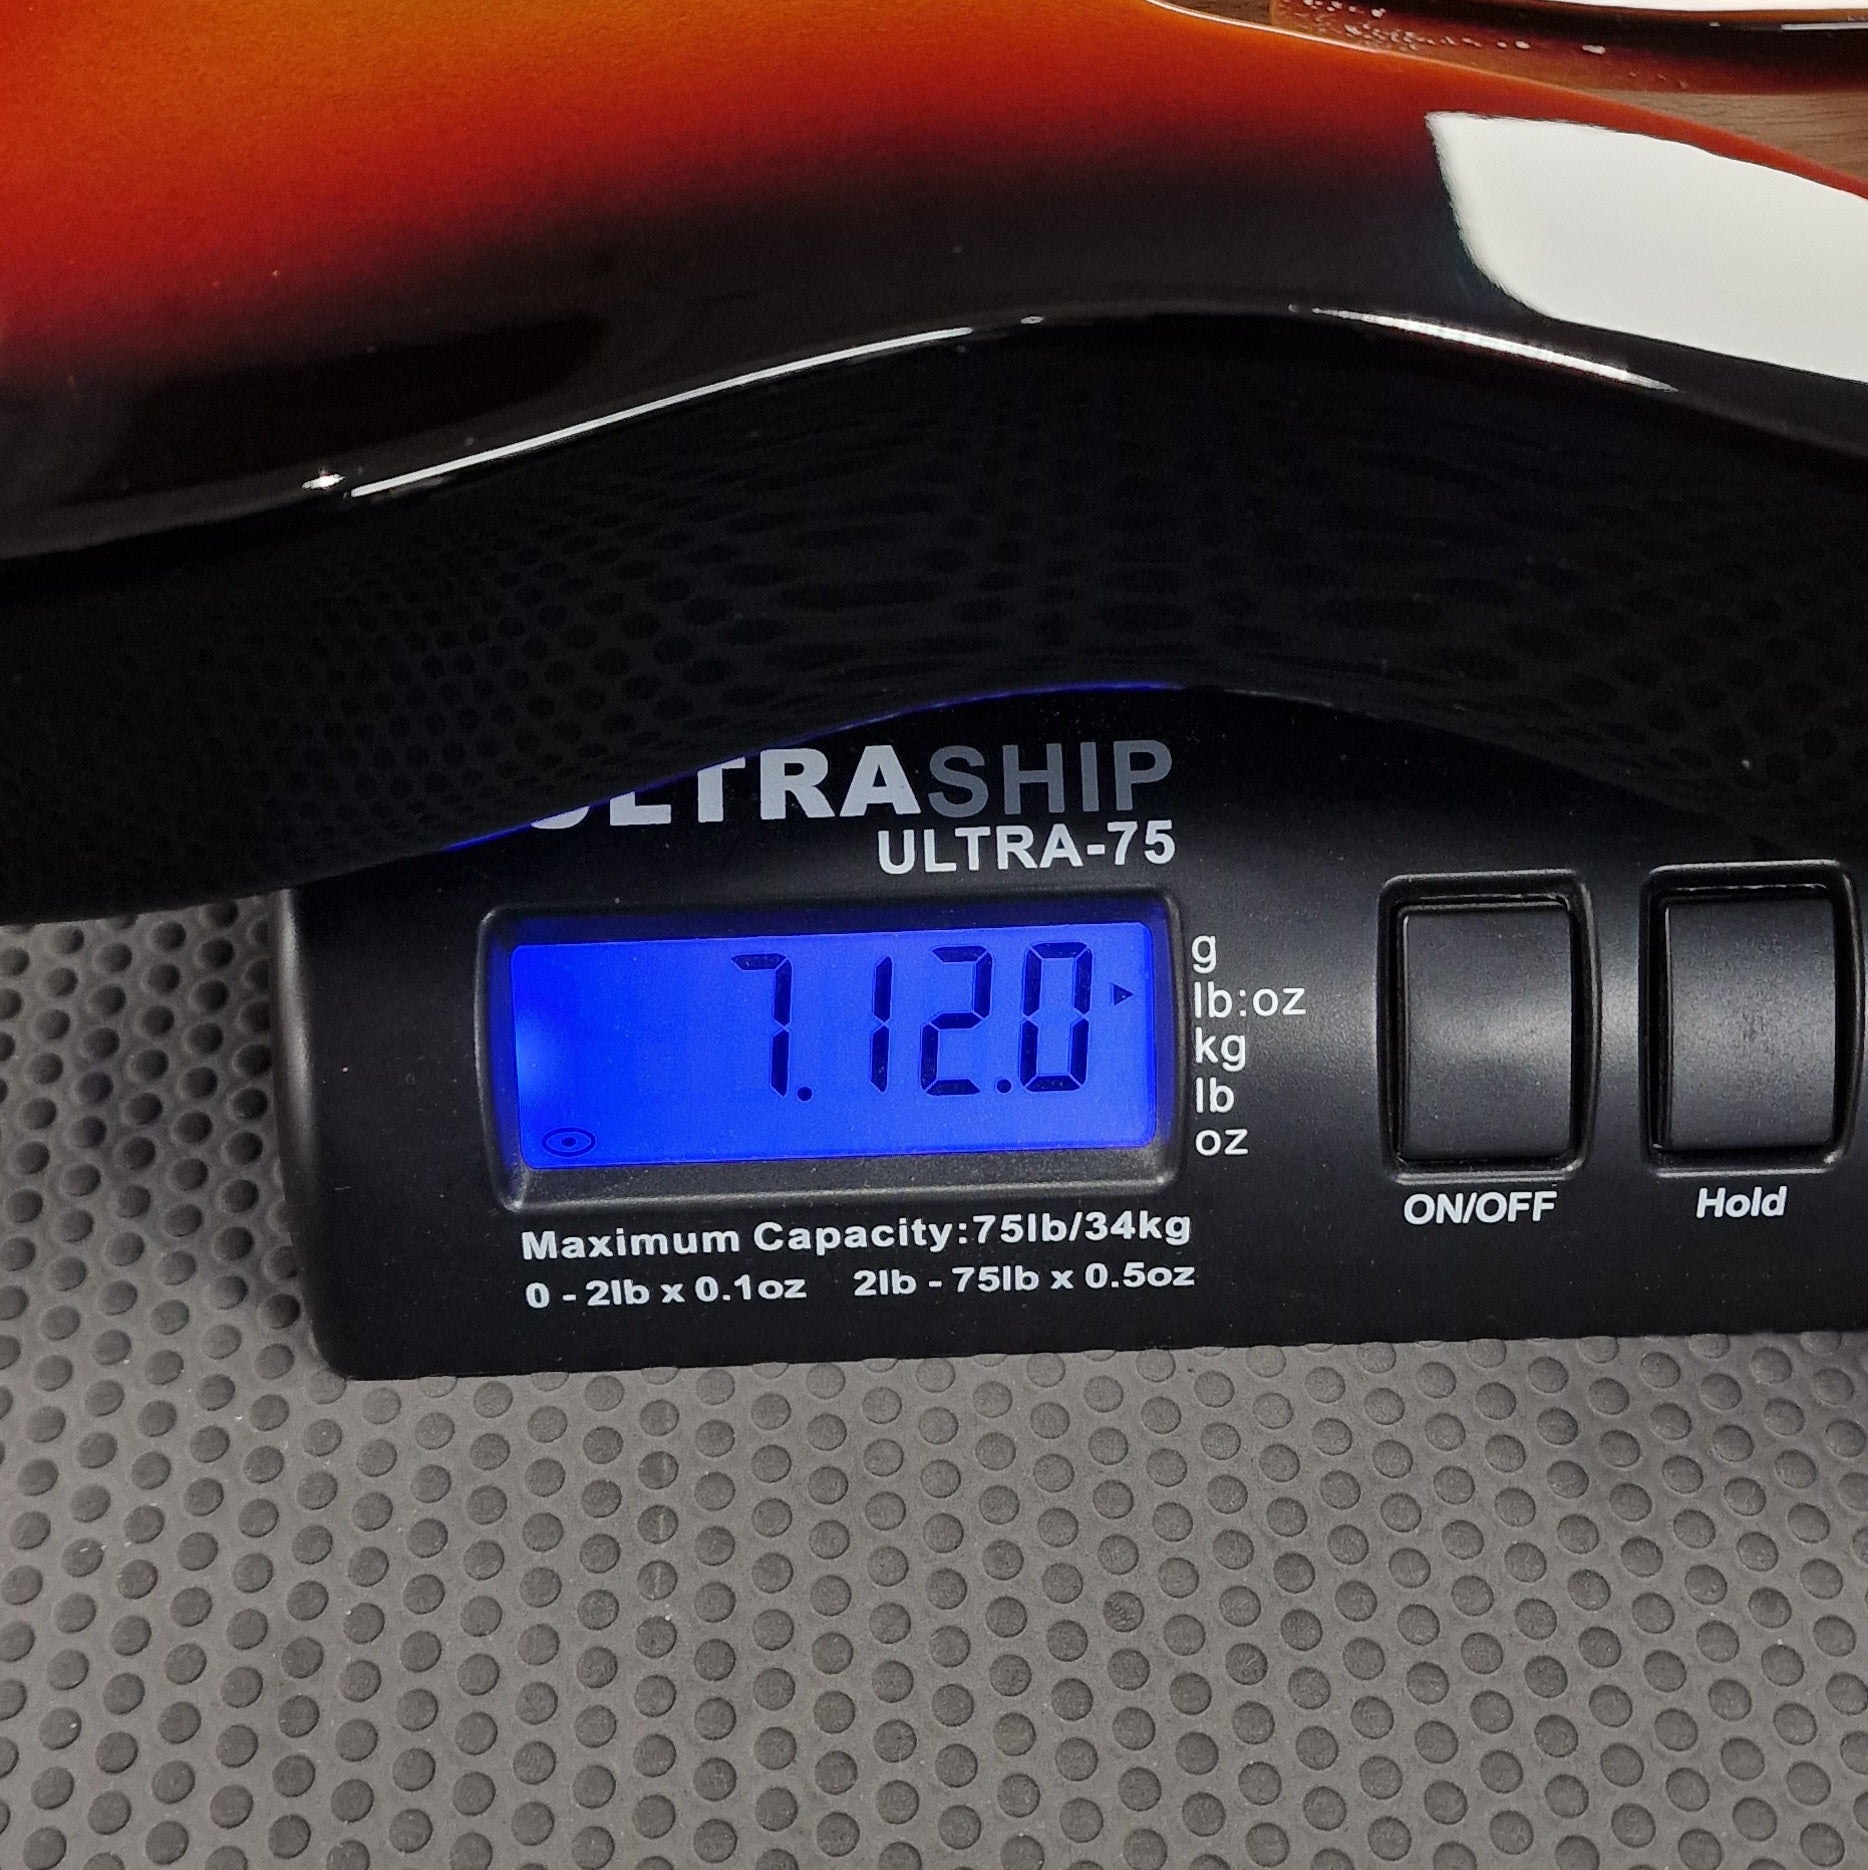 ULTRASHIP
ULTRA-75
7.12.0
g
lb:oz
kg
lb
oz
ON/OFF
Hold
Maximum Capacity:75lb/34kg
0 - 2lb x 0.1oz 2lb - 75lb x 0.5oz